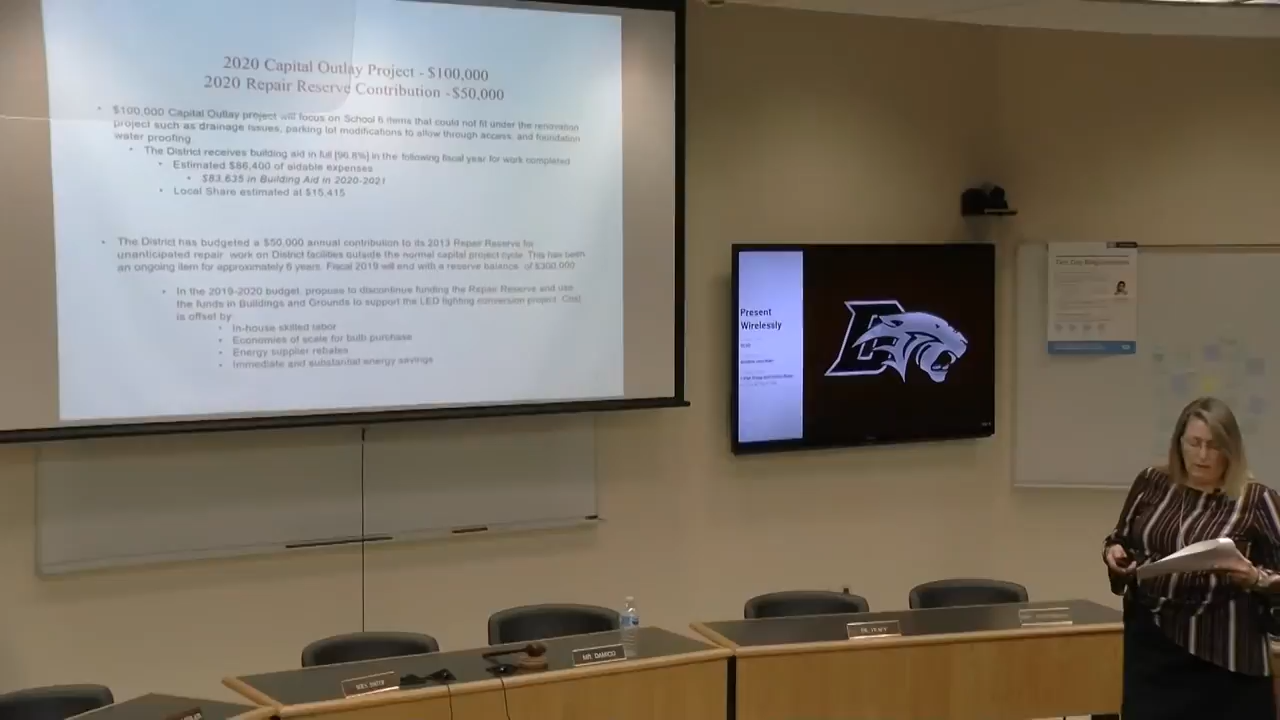 2020 Capital Outlay Project - $100,000
2020 Repair Reserve Contribution - $50,000
• $100,000 Capital Outlay project will focus on School 6 items that could not fit under the renovation
project such as drainage issues, parking lot modifications to allow through access, and foundation
water proofing
• The District receives building aid in full [96.8%] in the following fiscal year for work completed
• Estimated $86,400 of aidable expenses
• $83,635 in Building Aid in 2020-2021
• Local Share estimated at $15,415
• The District has budgeted a $50,000 annual contribution to its 2013 Repair Reserve for
unanticipated repair work on District facilities outside the normal capital project cycle. This has been
an ongoing item for approximately 6 years. Fiscal 2019 will end with a reserve balance of $300,000
• In the 2019-2020 budget, propose to discontinue funding the Repair Reserve and use
the funds in Buildings and Grounds to support the LED lighting conversion project. Cost
is offset by
• In-house skilled labor
• Economies of scale for bulb purchase
• Energy supplier rebates
• Immediate and substantial energy savings
Present
Wirelessly
MR. DAMICO